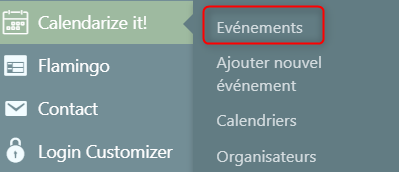 Calendarize it!
Flamingo
Contact
Login Customizer
Evénements
Ajouter nouvel
événement
Calendriers
Organisateurs